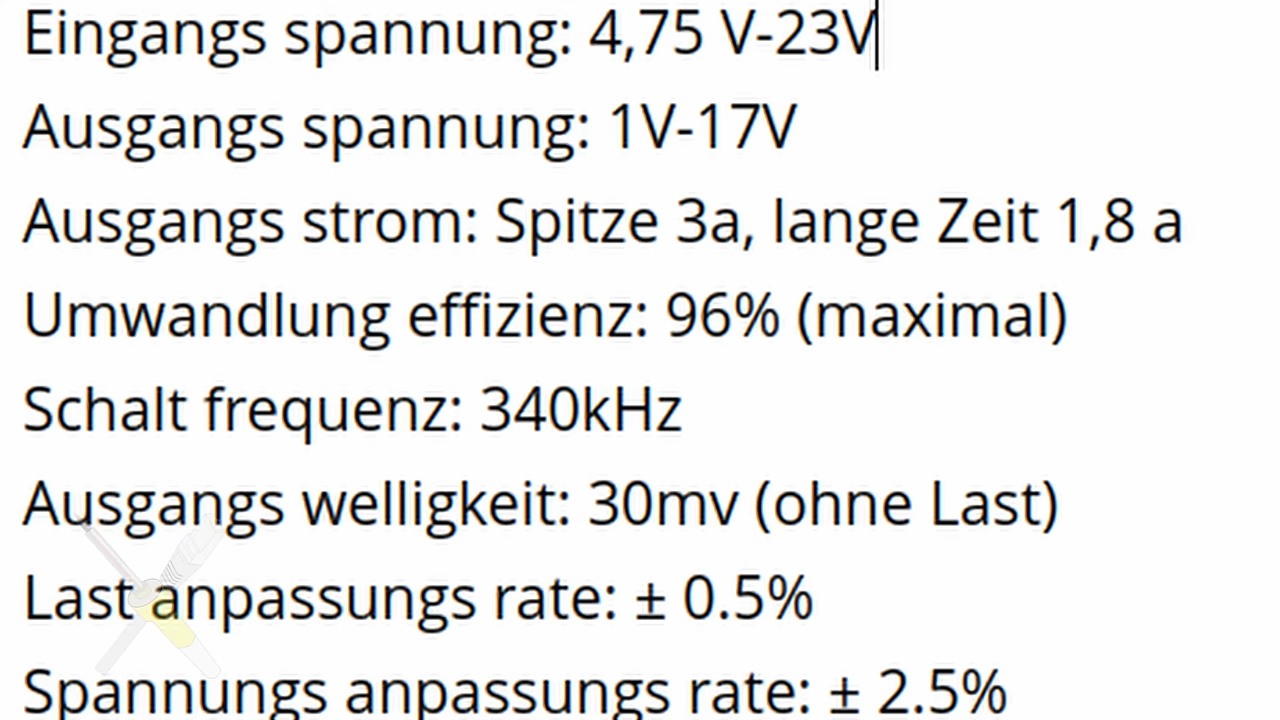 Eingangs spannung: 4,75 V-23V
Ausgangs spannung: 1V-17V
Ausgangs strom: Spitze 3a, lange Zeit 1,8 a
Umwandlung effizienz: 96% (maximal)
Schalt frequenz: 340kHz
Ausgangs welligkeit: 30mv (ohne Last)
Last anpassungs rate: ± 0.5%
Spannungs anpassungs rate: ± 2.5%